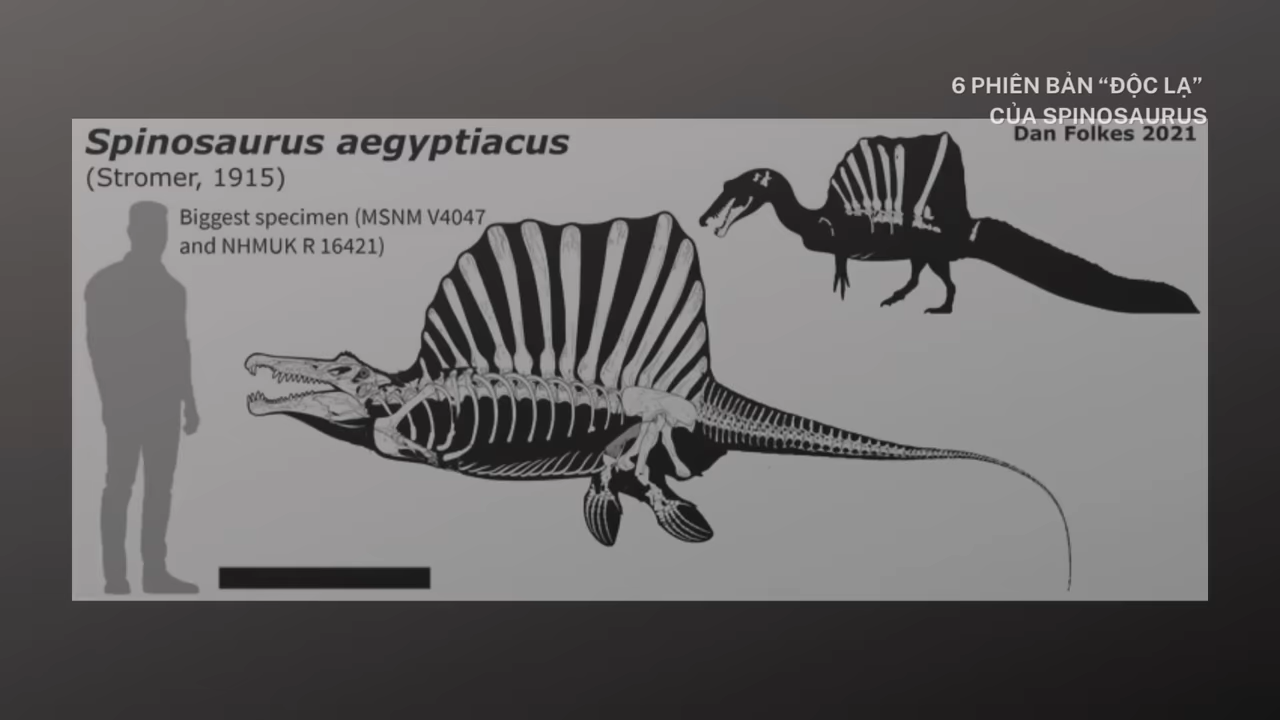 6 PHIÊN BẢN “ĐỘC LẠ”
CỦA SPINOSAURUS
Spinosaurus aegyptiacus
Dan Folkes 2021
(Stromer, 1915)
Biggest specimen (MSNM V4047
and NHMUK R 16421)